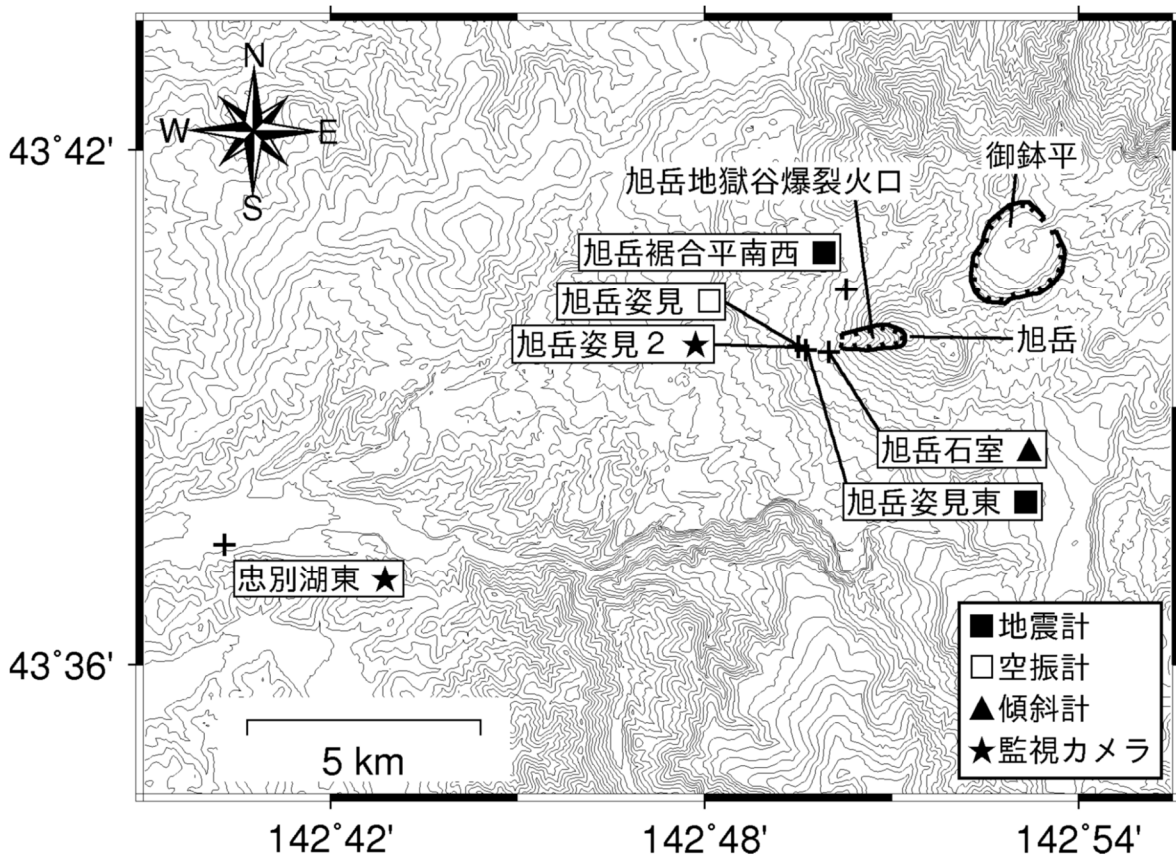 N
W
E
S
43°42'
御鉢平
旭岳地獄谷爆裂火口
旭岳裾合平南西 ■
旭岳姿見 □
旭岳姿見2 ★
旭岳
旭岳石室 ▲
旭岳姿見東 ■
忠別湖東 ★
■地震計
□空振計
▲傾斜計
★監視カメラ
43°36'
5 km
142°42'
142°48'
142°54'